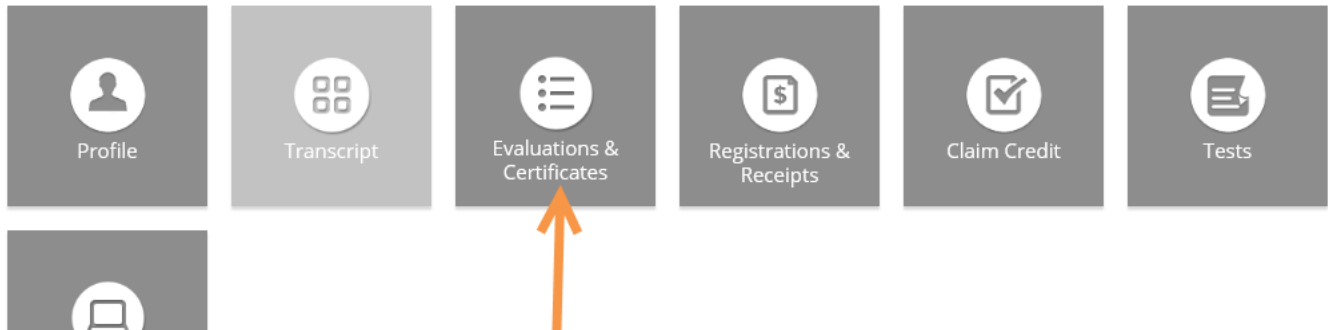 Profile
Transcript
Evaluations &
Certificates
Registrations &
Receipts
Claim Credit
Tests
$